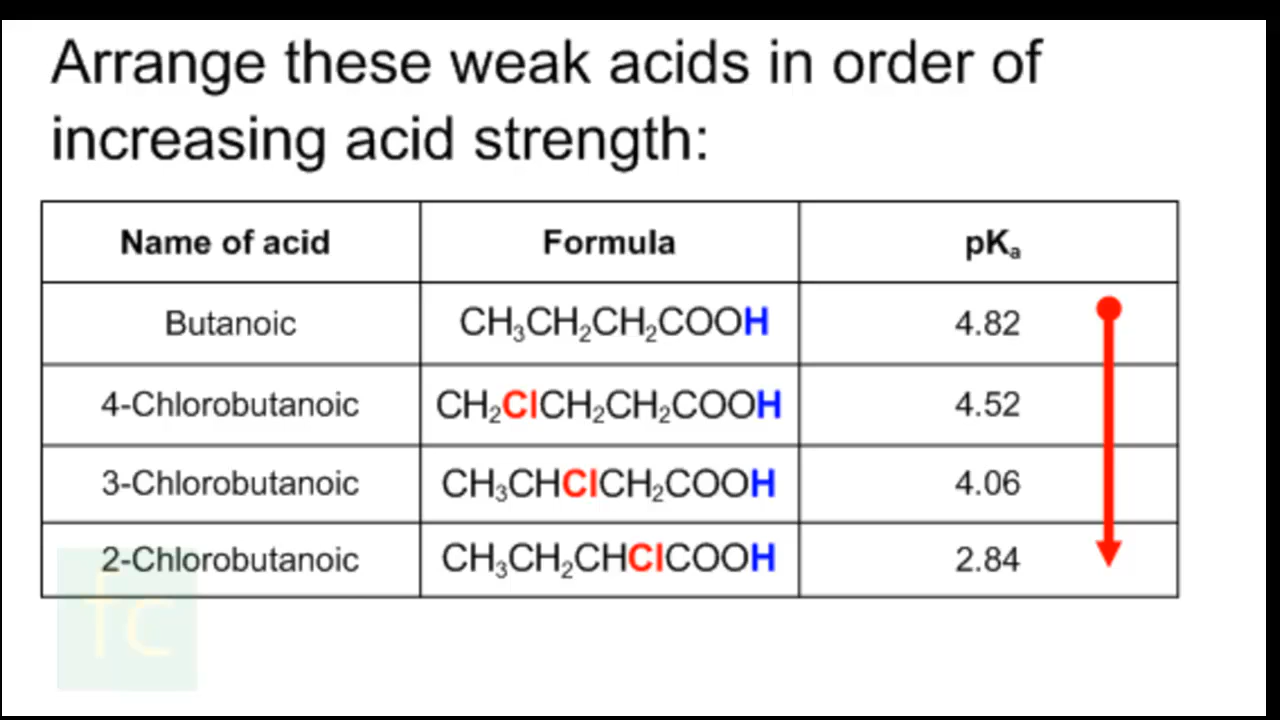 Arrange these weak acids in order of
increasing acid strength:
Name of acid Formula pKₐ
Butanoic CH₃CH₂CH₂COOH 4.82
4-Chlorobutanoic CH₂ClCH₂CH₂COOH 4.52
3-Chlorobutanoic CH₃CHClCH₂COOH 4.06
2-Chlorobutanoic CH₃CH₂CHClCOOH 2.84
fc